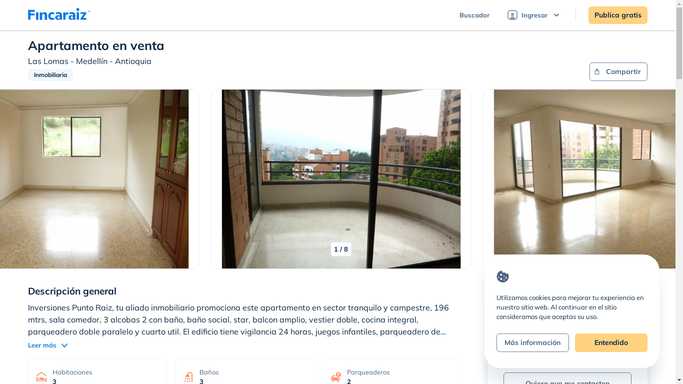 Fincaraiz
Buscador
Ingresar
Publica gratis
Apartamento en venta
Las Lomas - Medellín - Antioquia
Inmobiliaria
Compartir
1 / 8
Descripción general
Inversiones Punto Raiz, tu aliado inmobiliario promociona este apartamento en sector tranquilo y campestre, 196
mtrs, sala comedor, 3 alcobas 2 con baño, baño social, star, balcon amplio, vestier doble, cocina integral,
parqueadero doble paralelo y cuarto util. El edificio tiene vigilancia 24 horas, juegos infantiles, parqueadero de...
Leer más
Habitaciones
3
Baños
3
Parqueaderos
2
Utilizamos cookies para mejorar tu experiencia en
nuestro sitio web. Al continuar en el sitio
consideramos que aceptas su uso.
Más información
Entendido
Quiero que me contacten